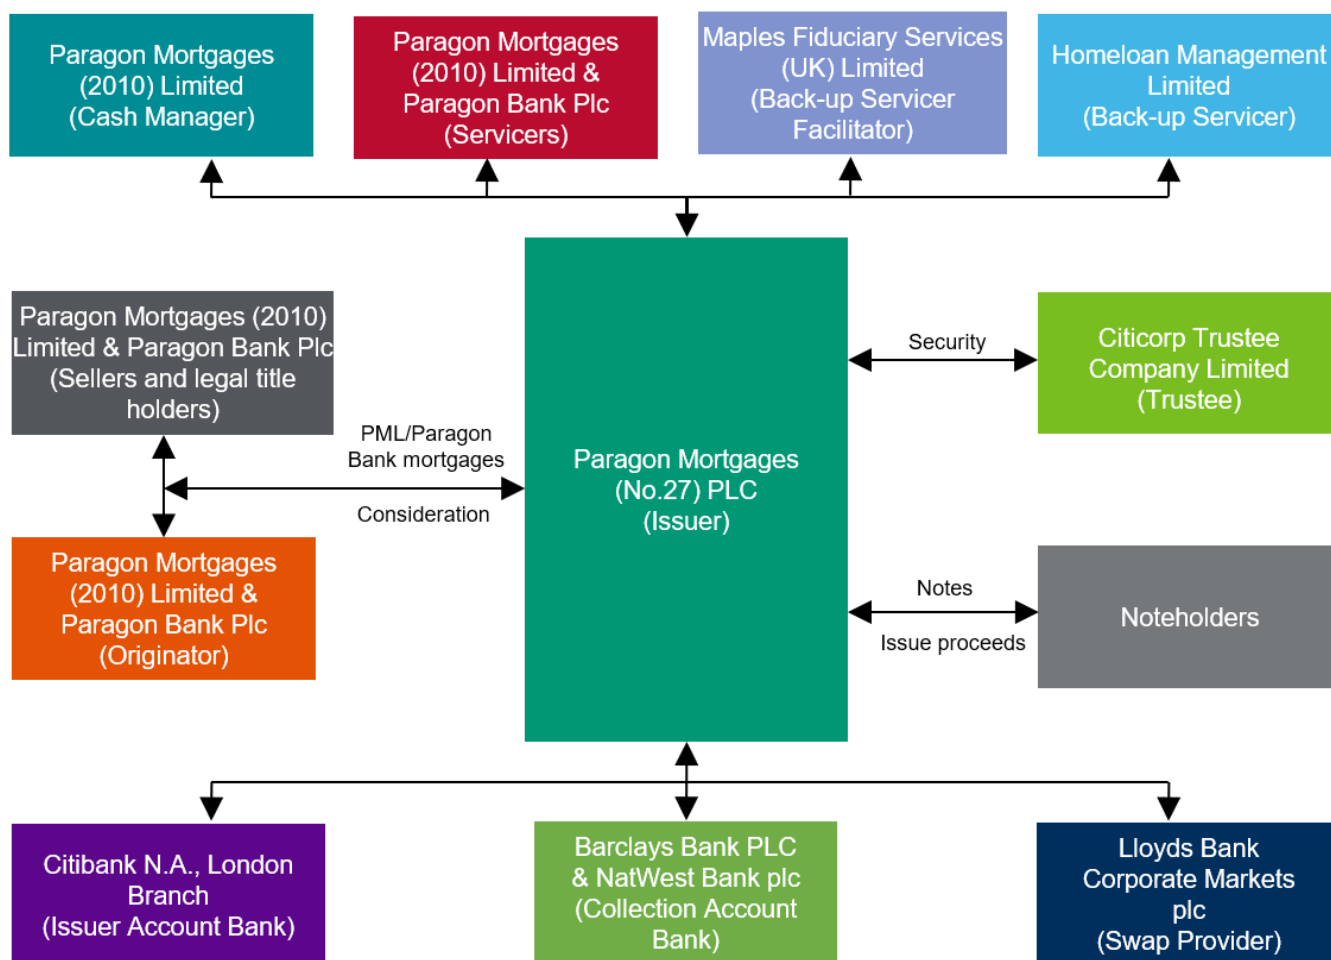 Paragon Mortgages
(2010) Limited
(Cash Manager)
Paragon Mortgages
(2010) Limited &
Paragon Bank Plc
(Servicers)
Maples Fiduciary Services
(UK) Limited
(Back-up Servicer
Facilitator)
Homeloan Management
Limited
(Back-up Servicer)
Paragon Mortgages (2010)
Limited & Paragon Bank Plc
(Sellers and legal title
holders)
PML/Paragon
Bank mortgages
Consideration
Paragon Mortgages
(2010) Limited &
Paragon Bank Plc
(Originator)
Paragon Mortgages
(No.27) PLC
(Issuer)
Security
Citicorp Trustee
Company Limited
(Trustee)
Notes
Issue proceeds
Noteholders
Citibank N.A., London
Branch
(Issuer Account Bank)
Barclays Bank PLC
& NatWest Bank plc
(Collection Account
Bank)
Lloyds Bank
Corporate Markets
plc
(Swap Provider)